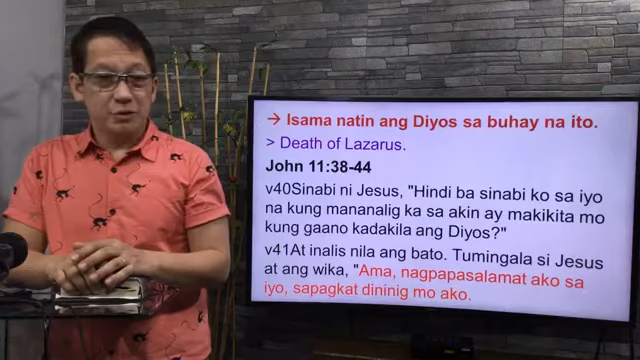 → Isama natin ang Diyos sa buhay na ito.
> Death of Lazarus.
John 11:38-44
v40Sinabi ni Jesus, "Hindi ba sinabi ko sa iyo
na kung mananalig ka sa akin ay makikita mo
kung gaano kadakila ang Diyos?"
v41At inalis nila ang bato. Tumingala si Jesus
at ang wika, "Ama, nagpapasalamat ako sa
iyo, sapagkat dininig mo ako.